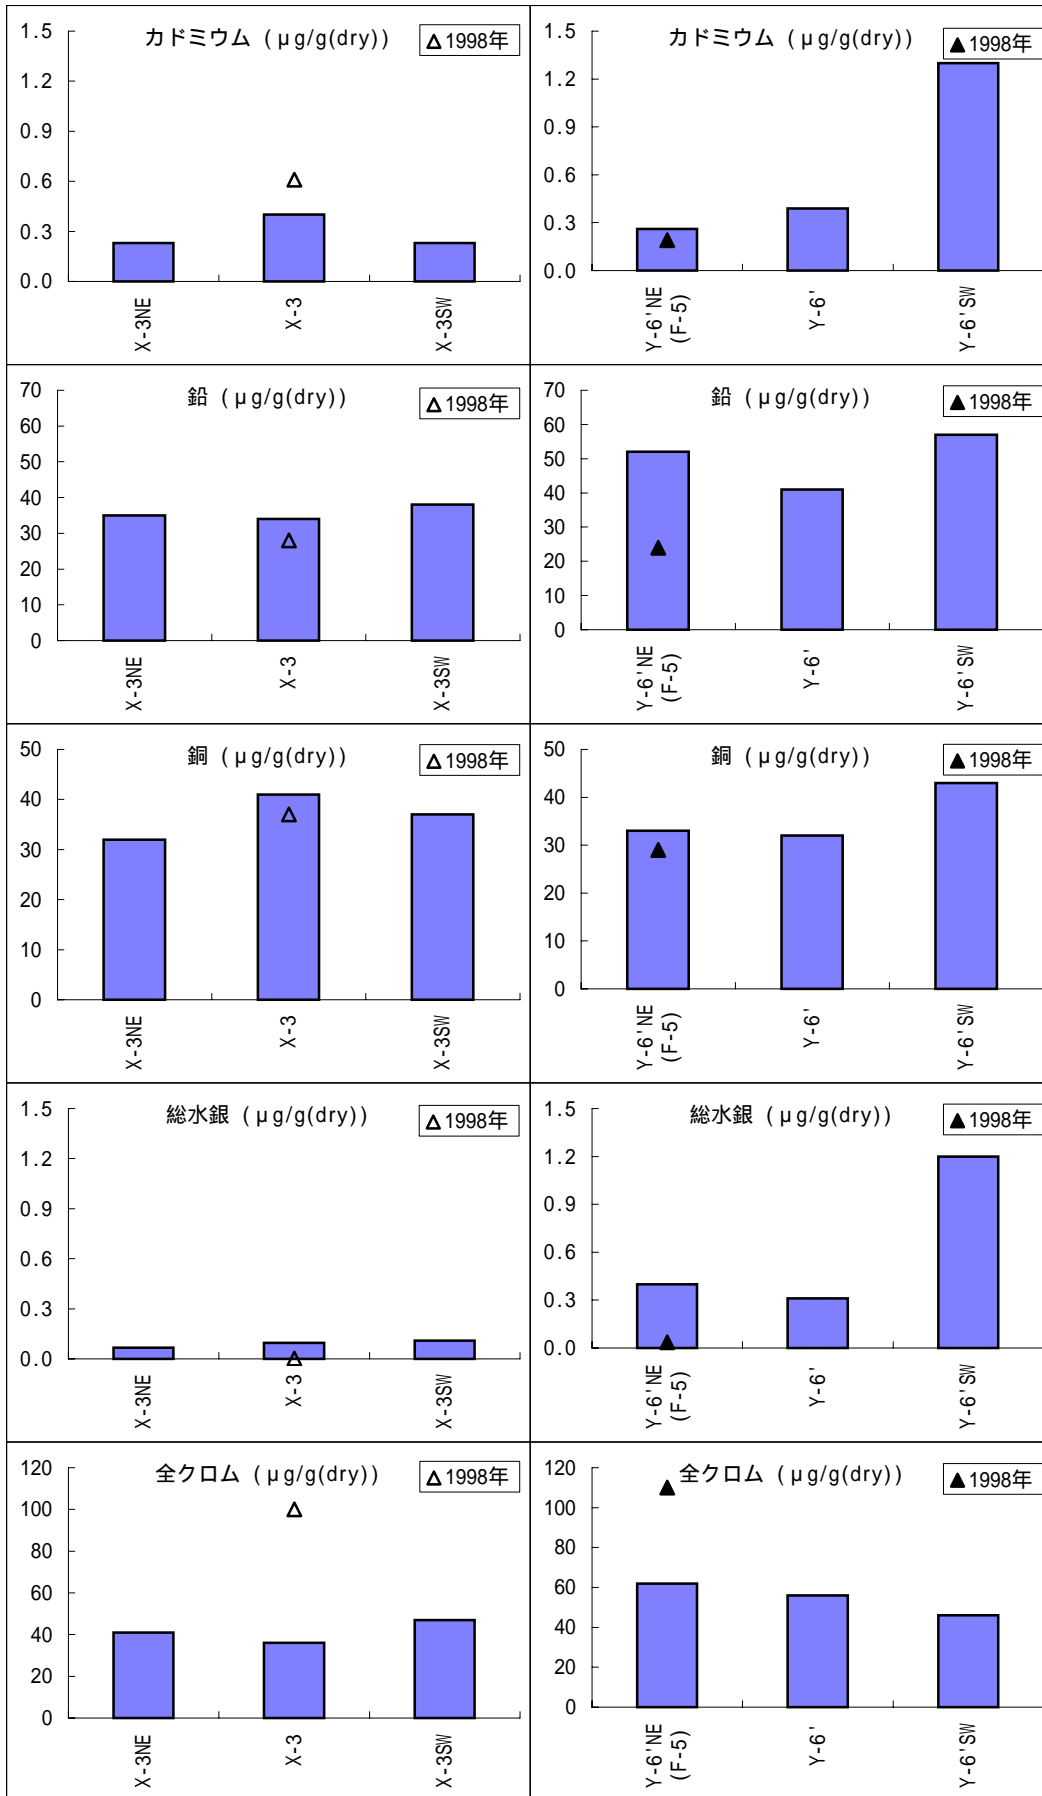 カドミウム (μg/g(dry))
△1998年
1.5
1.2
0.9
0.6
0.3
0.0
X-3NE
X-3
X-3SW
カドミウム (μg/g(dry))
▲1998年
1.5
1.2
0.9
0.6
0.3
0.0
Y-6'NE
(F-5)
Y-6'
Y-6'SW
鉛 (μg/g(dry))
△1998年
70
60
50
40
30
20
10
0
X-3NE
X-3
X-3SW
鉛 (μg/g(dry))
▲1998年
70
60
50
40
30
20
10
0
Y-6'NE
(F-5)
Y-6'
Y-6'SW
銅 (μg/g(dry))
△1998年
50
40
30
20
10
0
X-3NE
X-3
X-3SW
銅 (μg/g(dry))
▲1998年
50
40
30
20
10
0
Y-6'NE
(F-5)
Y-6'
Y-6'SW
総水銀 (μg/g(dry))
△1998年
1.5
1.2
0.9
0.6
0.3
0.0
X-3NE
X-3
X-3SW
総水銀 (μg/g(dry))
▲1998年
1.5
1.2
0.9
0.6
0.3
0.0
Y-6'NE
(F-5)
Y-6'
Y-6'SW
全クロム (μg/g(dry))
△1998年
120
100
80
60
40
20
0
X-3NE
X-3
X-3SW
全クロム (μg/g(dry))
▲1998年
120
100
80
60
40
20
0
Y-6'NE
(F-5)
Y-6'
Y-6'SW